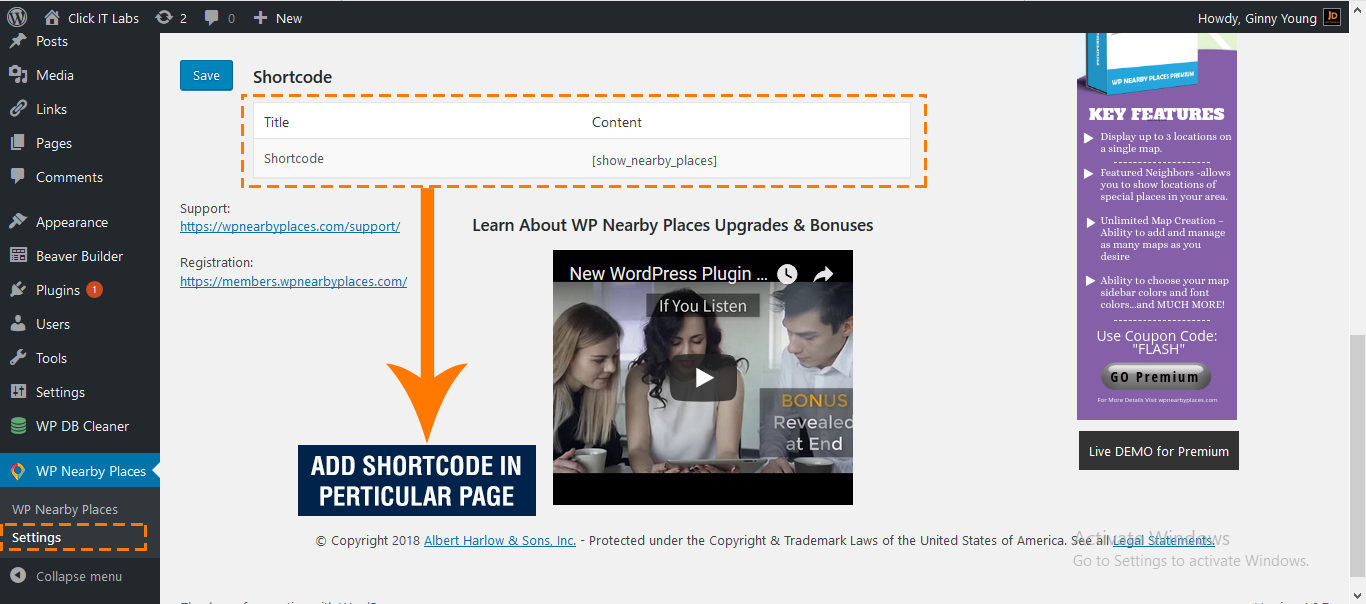 Click IT Labs
2
0
New
Howdy, Ginny Young
JD
Posts
Media
Links
Pages
Comments
Appearance
Beaver Builder
Plugins 1
Users
Tools
Settings
WP DB Cleaner
WP Nearby Places
WP Nearby Places
Settings
Collapse menu
Save
Shortcode
Title Content
Shortcode [show_nearby_places]
Support:
https://wpnearbyplaces.com/support/
Registration:
https://members.wpnearbyplaces.com/
ADD SHORTCODE IN
PERTICULAR PAGE
Learn About WP Nearby Places Upgrades & Bonuses
New WordPress Plugin ...
If You Listen
BONUS
Revealed
at End
WP NEARBY PLACES PREMIUM
KEY FEATURES
Display up to 3 locations on
a single map.
Featured Neighbors -allows
you to show locations of
special places in your area.
Unlimited Map Creation –
Ability to add and manage
as many maps as you
desire
Ability to choose your map
sidebar colors and font
colors...and MUCH MORE!
Use Coupon Code:
"FLASH"
GO Premium
For More Details Visit wpnearbyplaces.com
Live DEMO for Premium
© Copyright 2018 Albert Harlow & Sons, Inc. - Protected under the Copyright & Trademark Laws of the United States of America. See all Legal Statements.
Activate Windows
Go to Settings to activate Windows.